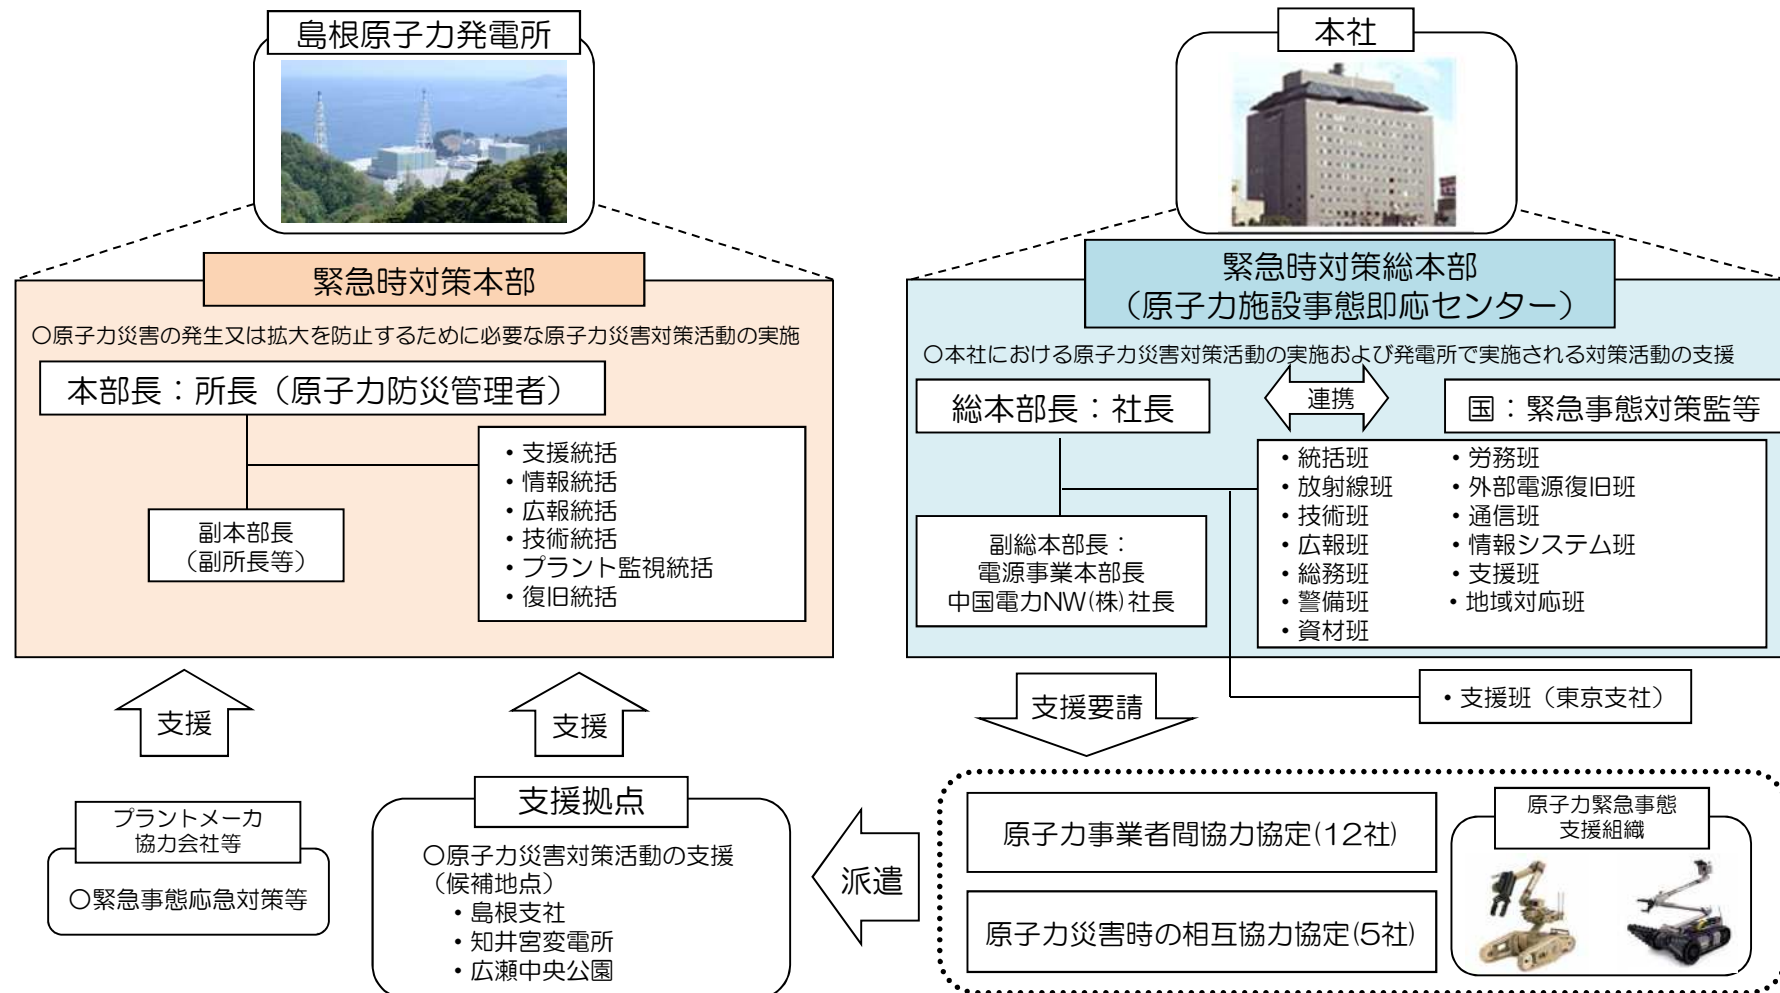 島根原子力発電所
緊急時対策本部
〇原子力災害の発生又は拡大を防止するために必要な原子力災害対策活動の実施
本部長：所長（原子力防災管理者）
・支援統括
・情報統括
・広報統括
・技術統括
・プラント監視統括
・復旧統括
副本部長
（副所長等）
本社
緊急時対策総本部
（原子力施設事態即応センター）
〇本社における原子力災害対策活動の実施および発電所で実施される対策活動の支援
総本部長：社長
連携
国：緊急事態対策監等
・統括班
・放射線班
・技術班
・広報班
・総務班
・警備班
・資材班
・労務班
・外部電源復旧班
・通信班
・情報システム班
・支援班
・地域対応班
副総本部長：
電源事業本部長
中国電力NW(株)社長
・支援班（東京支社）
支援
支援
支援要請
プラントメーカ
協力会社等
〇緊急事態応急対策等
支援拠点
〇原子力災害対策活動の支援
（候補地点）
・島根支社
・知井宮変電所
・広瀬中央公園
派遣
原子力事業者間協力協定(12社)
原子力災害時の相互協力協定(5社)
原子力緊急事態
支援組織